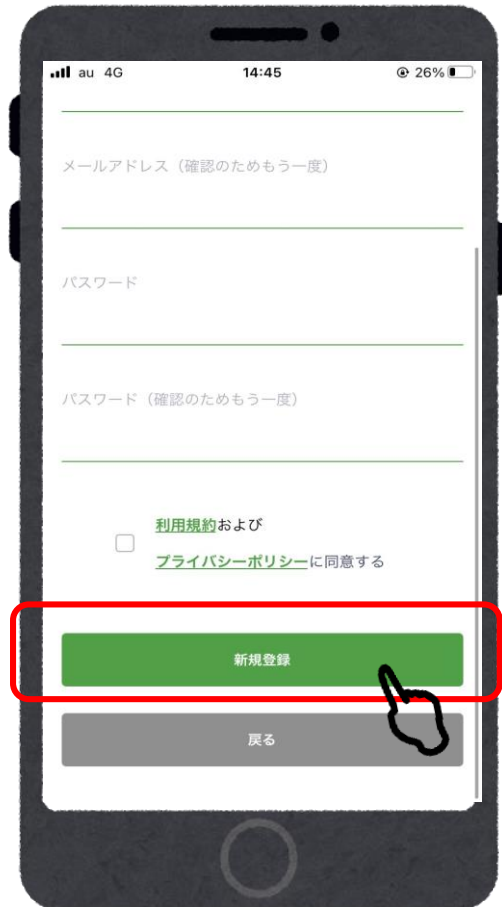 au 4G 14:45 26%
メールアドレス（確認のためもう一度）
パスワード
パスワード（確認のためもう一度）
利用規約および
プライバシーポリシーに同意する
新規登録
戻る